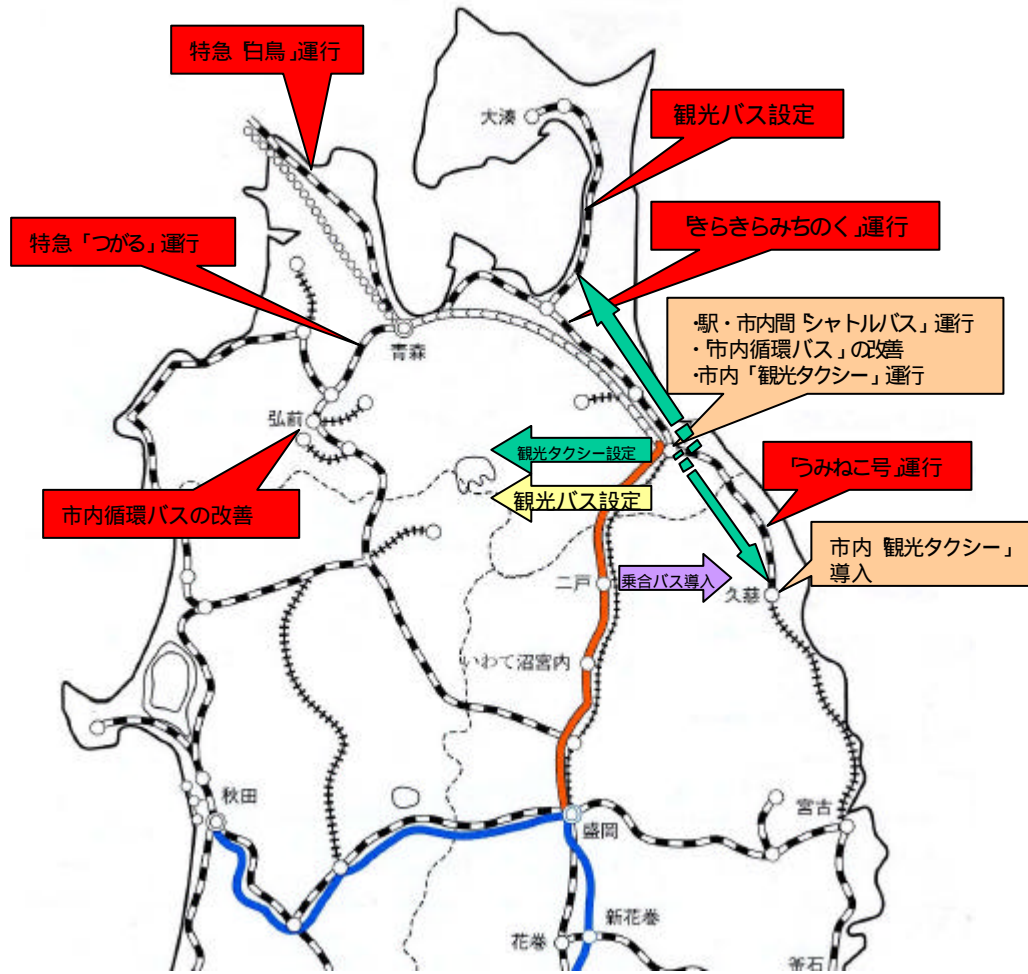 特急「白鳥」運行
大湊
観光バス設定
特急「つがる」運行
「きらきらみちのく」運行
・駅・市内間「シャトルバス」運行
・「市内循環バス」の改善
・市内「観光タクシー」運行
青森
弘前
観光タクシー設定
「うみねこ号」運行
観光バス設定
市内循環バスの改善
市内「観光タクシー」
導入
二戸
乗合バス導入
久慈
いわて沼宮内
秋田
宮古
盛岡
新花巻
花巻
釜石